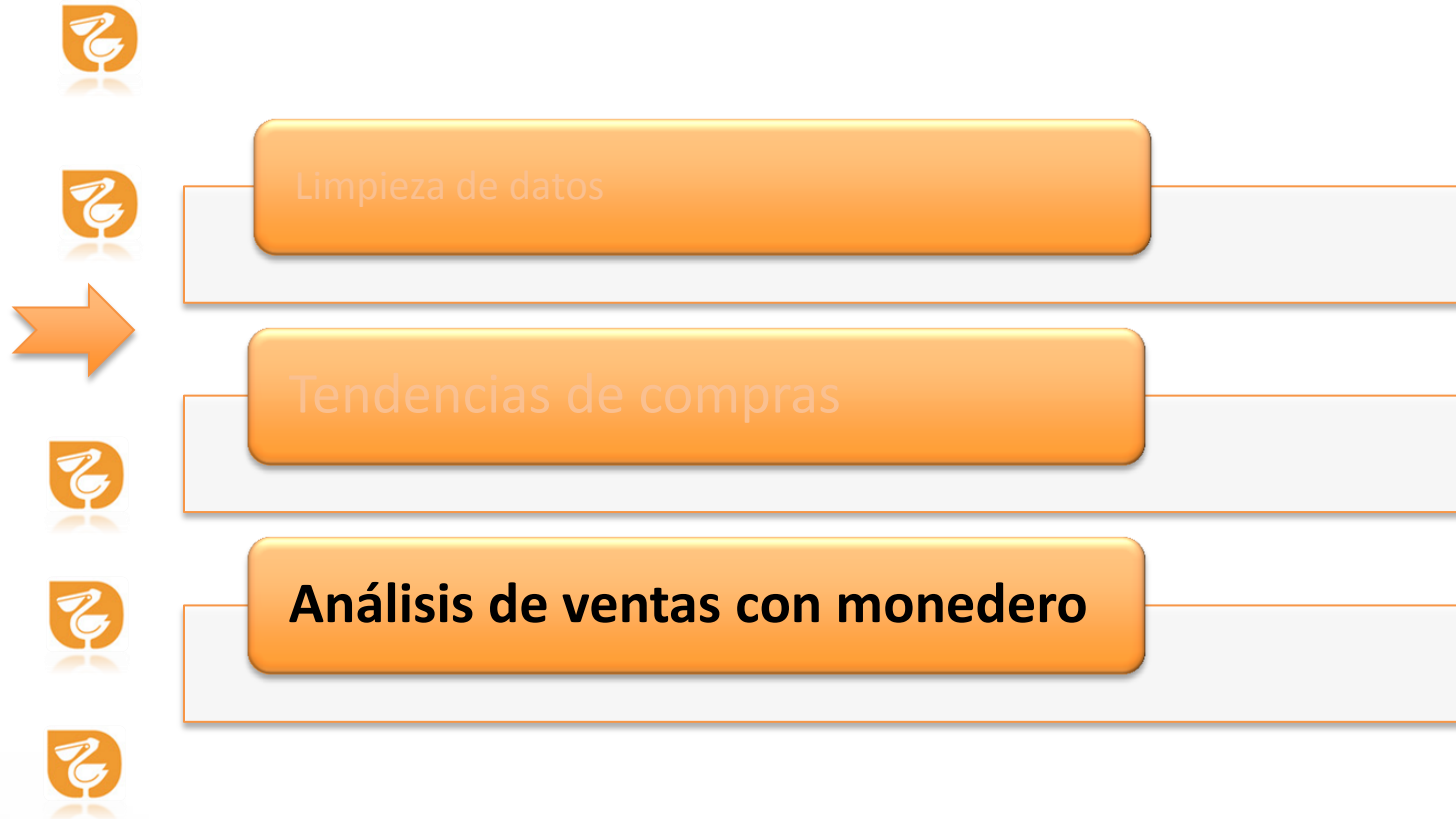 Limpieza de datos
Tendencias de compras
Análisis de ventas con monedero